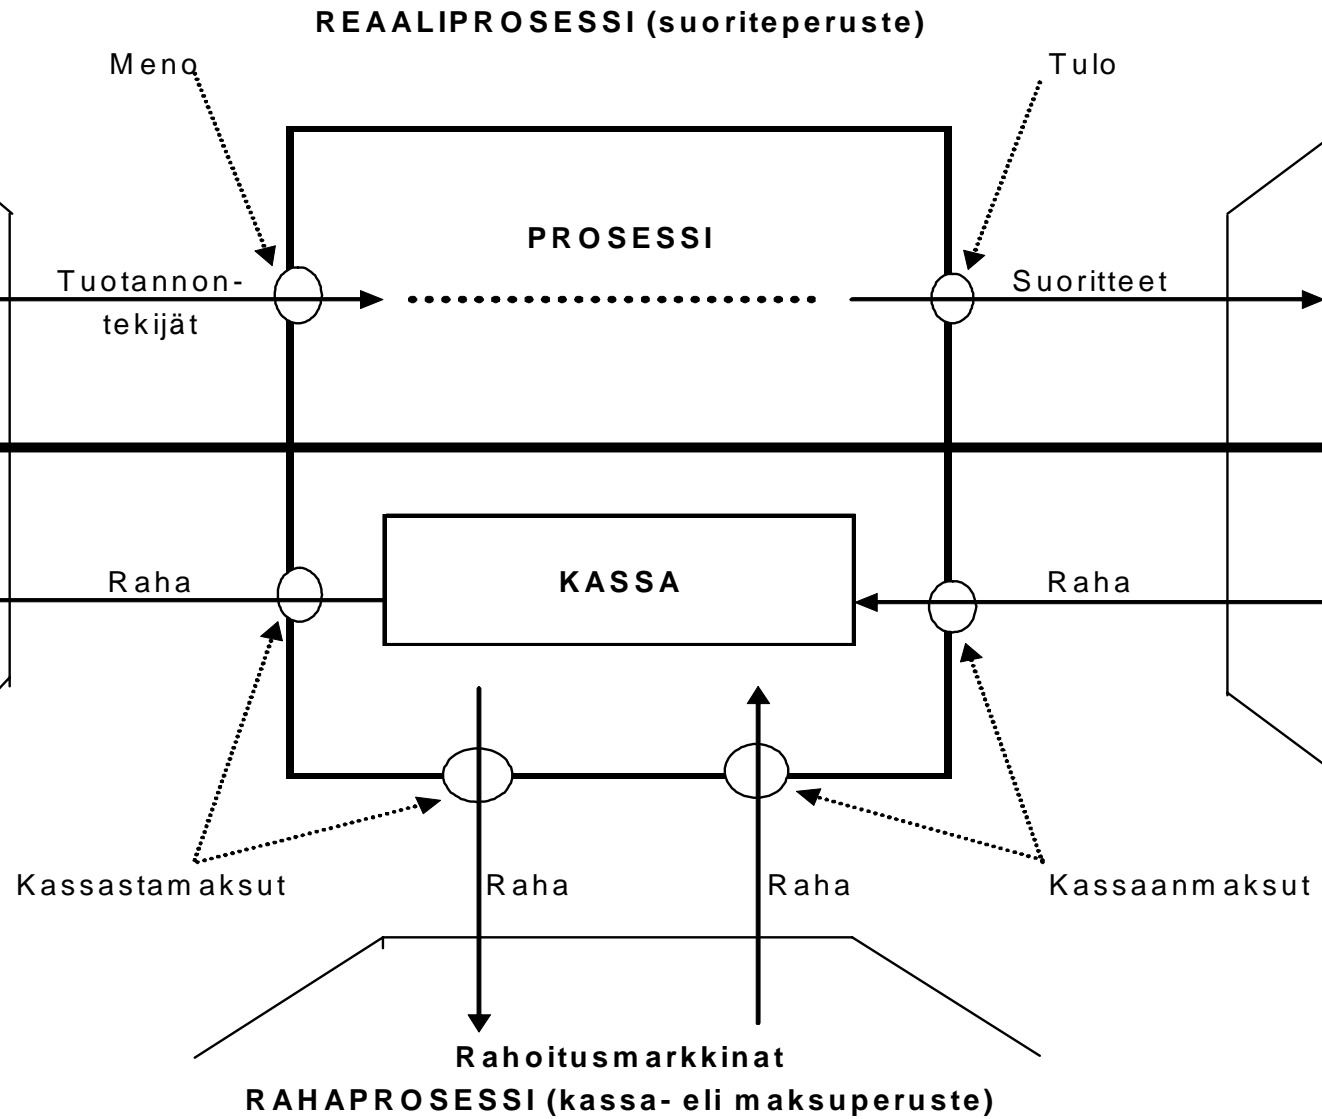 REAALIPROSESSI (suoriteperuste)
Meno
Tulo
PROSESSI
Tuotannon-
tekijät
Suoritteet
Raha
KASSA
Raha
Kassastamaksut
Raha
Raha
Kassaanmaksut
Rahoitusmarkkinat
RAHAPROSESSI (kassa- eli maksuperuste)